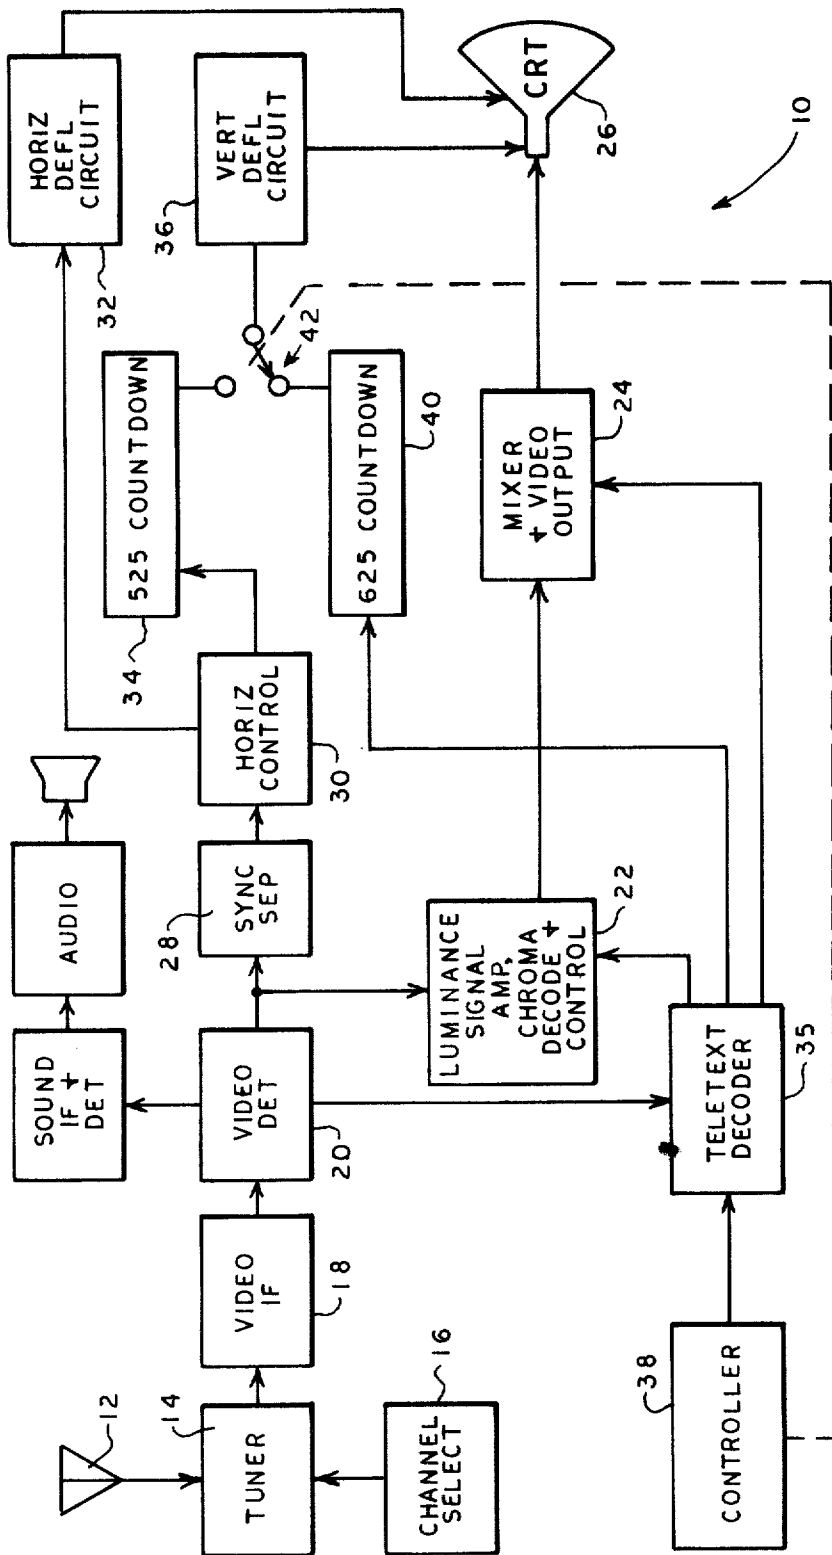 12
14
TUNER
16
CHANNEL
SELECT
VIDEO
IF
18
SOUND
IF +
DET
VIDEO
DET
20
AUDIO
28
SYNC
SEP
HORIZ
CONTROL
30
LUMINANCE
SIGNAL
AMP,
CHROMA
DECODE +
CONTROL
22
38
CONTROLLER
TELETEXT
DECODER
35
34
525 COUNTDOWN
625 COUNTDOWN
40
42
MIXER
+ VIDEO
OUTPUT
24
32
HORIZ
DEFL
CIRCUIT
36
VERT
DEFL
CIRCUIT
CRT
26
10